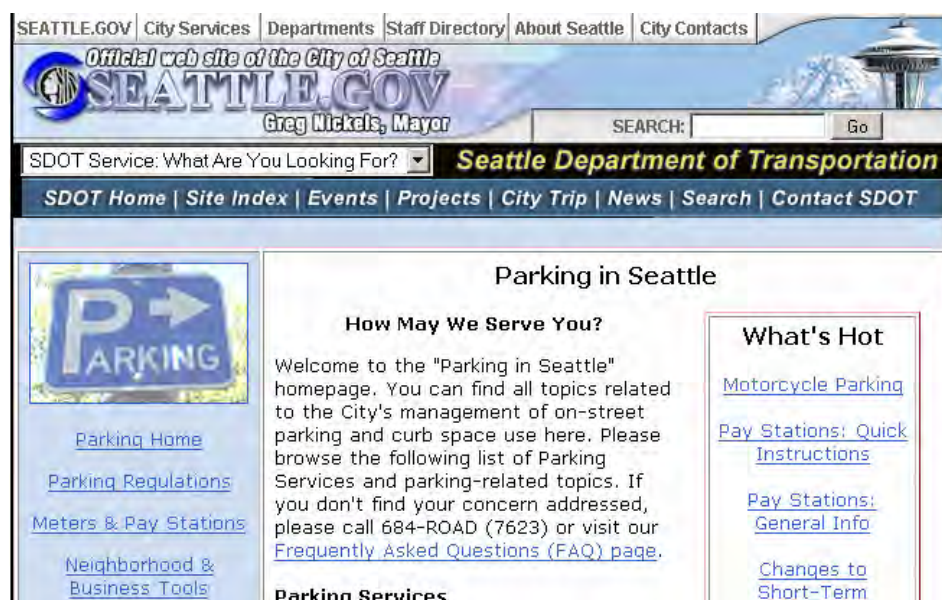 SEATTLE.GOV City Services Departments Staff Directory About Seattle City Contacts
Official web site of the City of Seattle
SEATTLE.GOV
Greg Nickels, Mayor
SEARCH: Go
SDOT Service: What Are You Looking For? Seattle Department of Transportation
SDOT Home | Site Index | Events | Projects | City Trip | News | Search | Contact SDOT
PARKING
Parking Home
Parking Regulations
Meters & Pay Stations
Neighborhood &
Business Tools
Parking in Seattle
How May We Serve You?
Welcome to the "Parking in Seattle"
homepage. You can find all topics related
to the City's management of on-street
parking and curb space use here. Please
browse the following list of Parking
Services and parking-related topics. If
you don't find your concern addressed,
please call 684-ROAD (7623) or visit our
Frequently Asked Questions (FAQ) page.
Parking Services
What's Hot
Motorcycle Parking
Pay Stations: Quick
Instructions
Pay Stations:
General Info
Changes to
Short-Term